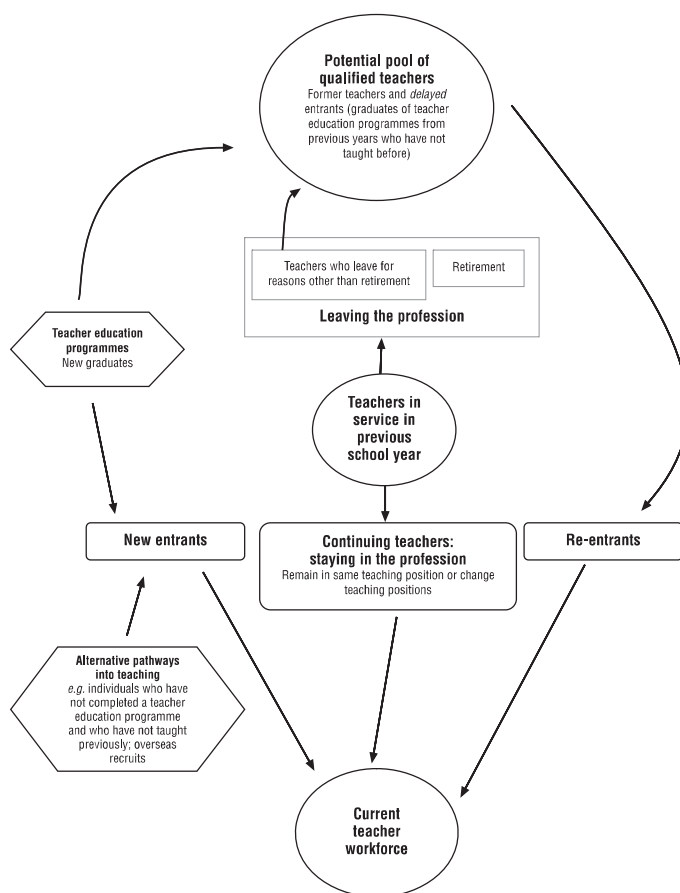 Potential pool of
qualified teachers
Former teachers and delayed
entrants (graduates of teacher
education programmes from
previous years who have not
taught before)
Teachers who leave for
reasons other than retirement
Retirement
Leaving the profession
Teacher education
programmes
New graduates
Teachers in
service in
previous
school year
New entrants
Continuing teachers:
staying in the profession
Remain in same teaching position or change
teaching positions
Re-entrants
Alternative pathways
into teaching
e.g. individuals who have
not completed a teacher
education programme
and who have not taught
previously; overseas
recruits
Current
teacher
workforce